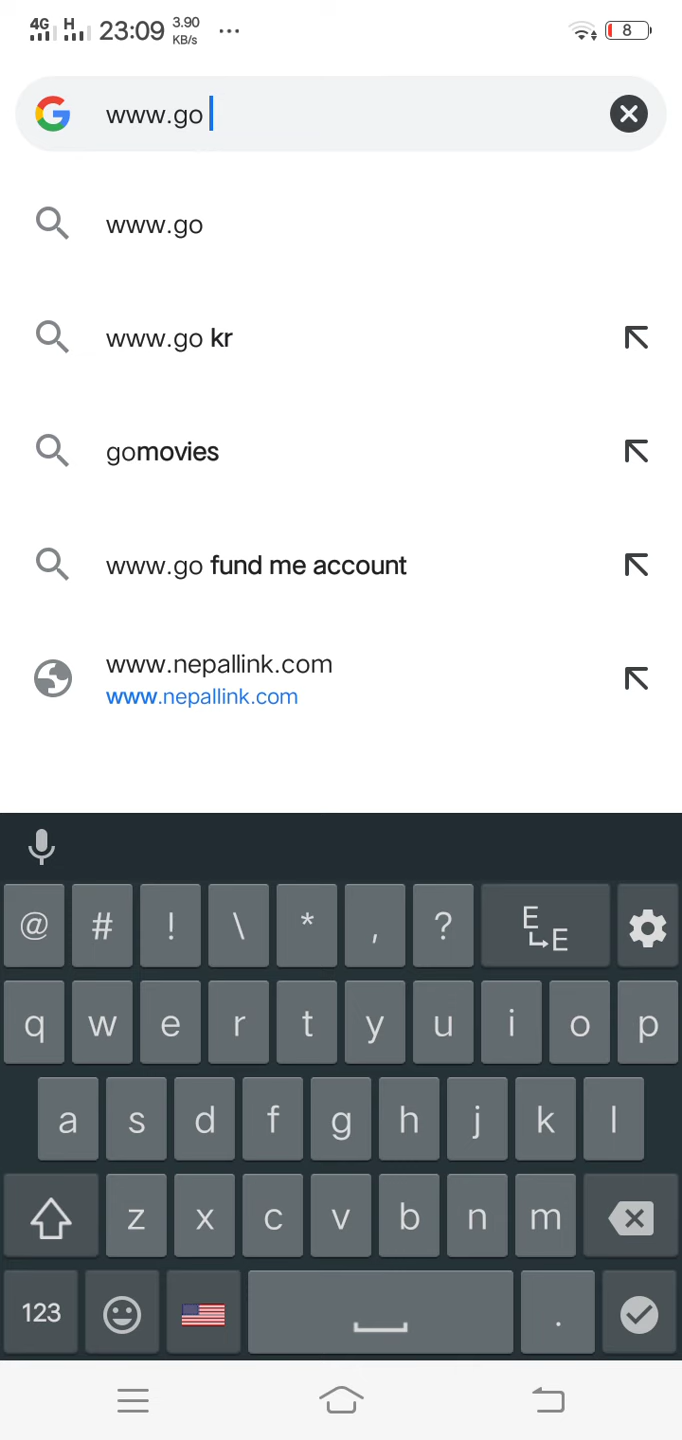 4G H 23:09 3.90 KB/s ... 8
www.go
www.go
www.go kr
gomovies
www.go fund me account
www.nepallink.com
www.nepallink.com
@ # ! \ * , ? E E
q w e r t y u i o p
a s d f g h j k l
z x c v b n m
123 .